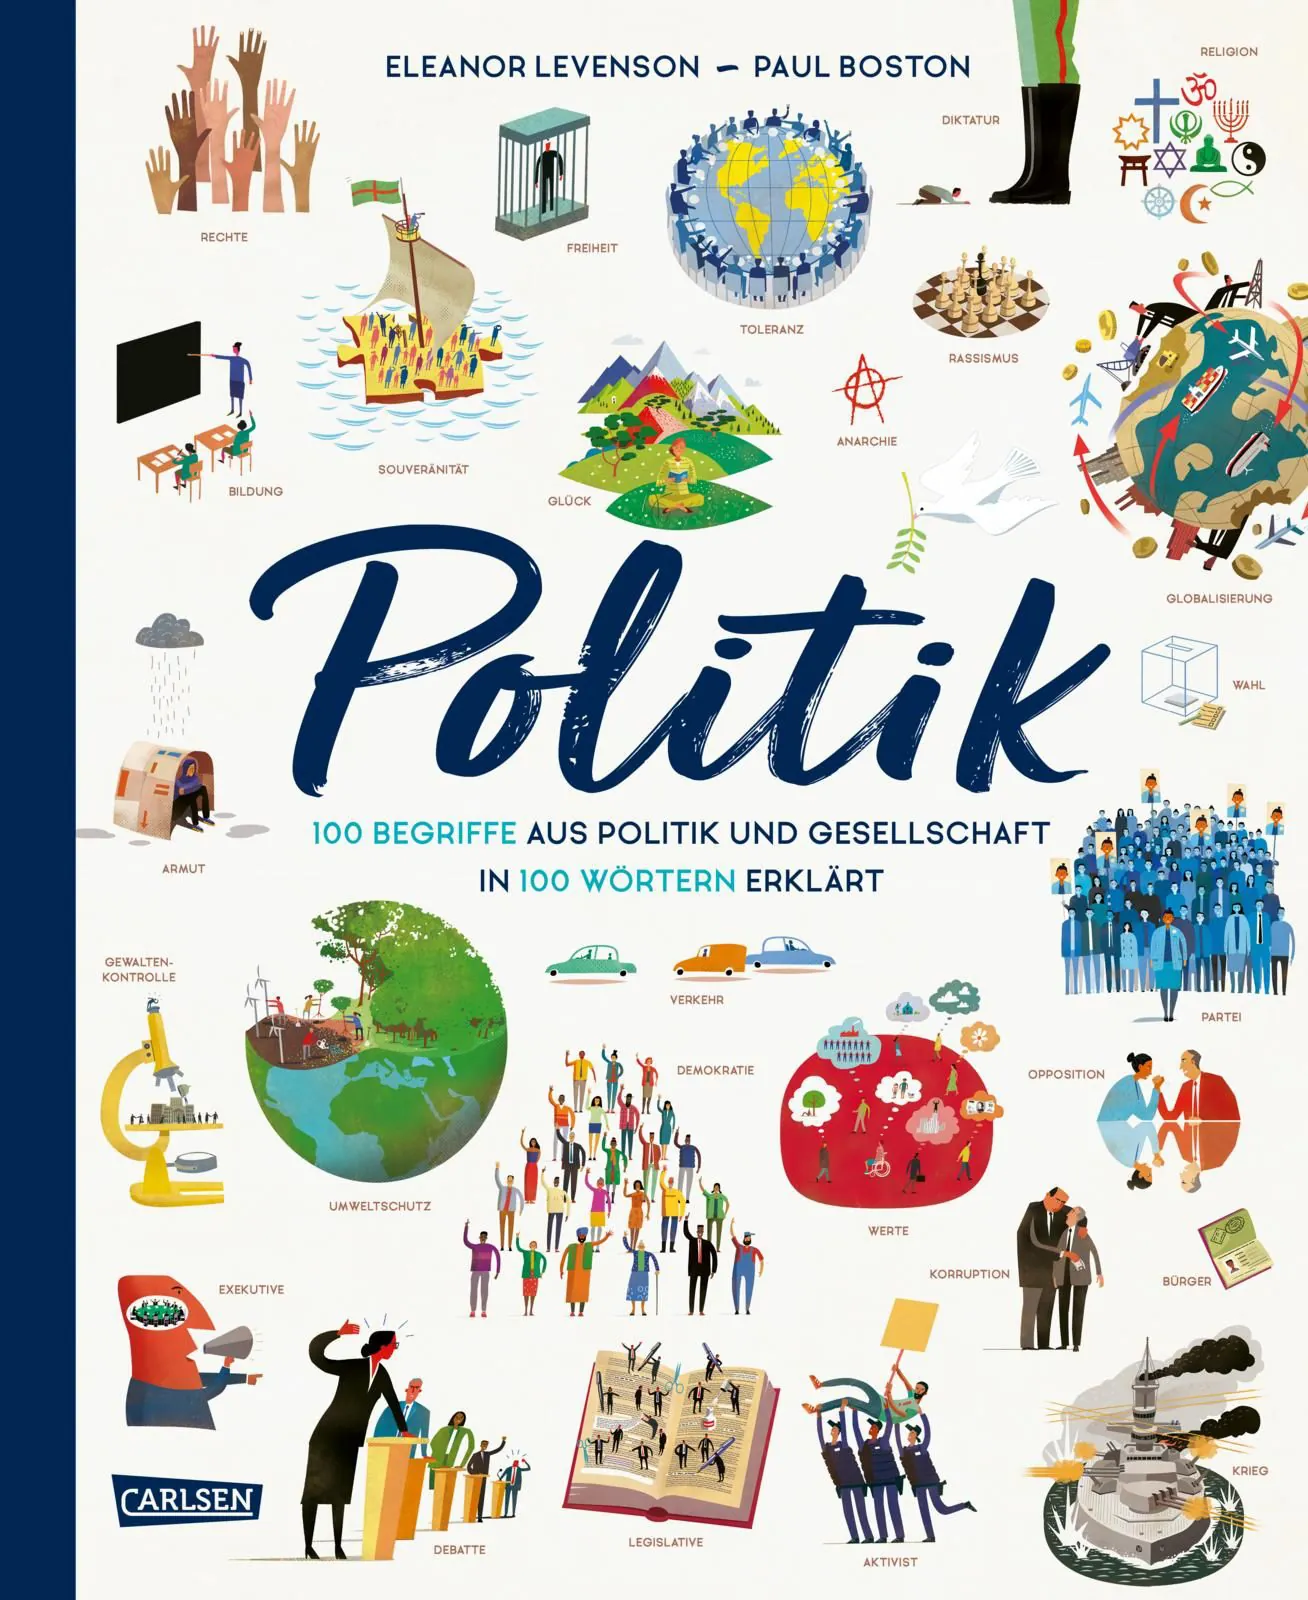 ELEANOR LEVENSON – PAUL BOSTON
RELIGION
DIKTATUR
RECHTE
FREIHEIT
TOLERANZ
RASSISMUS
ANARCHIE
SOUVERÄNITÄT
BILDUNG
GLÜCK
GLOBALISIERUNG
Politik
WAHL
100 BEGRIFFE AUS POLITIK UND GESELLSCHAFT
IN 100 WÖRTERN ERKLÄRT
ARMUT
GEWALTEN-
KONTROLLE
VERKEHR
PARTEI
DEMOKRATIE
OPPOSITION
UMWELTSCHUTZ
WERTE
KORRUPTION
BÜRGER
EXEKUTIVE
KRIEG
CARLSEN
DEBATTE
LEGISLATIVE
AKTIVIST